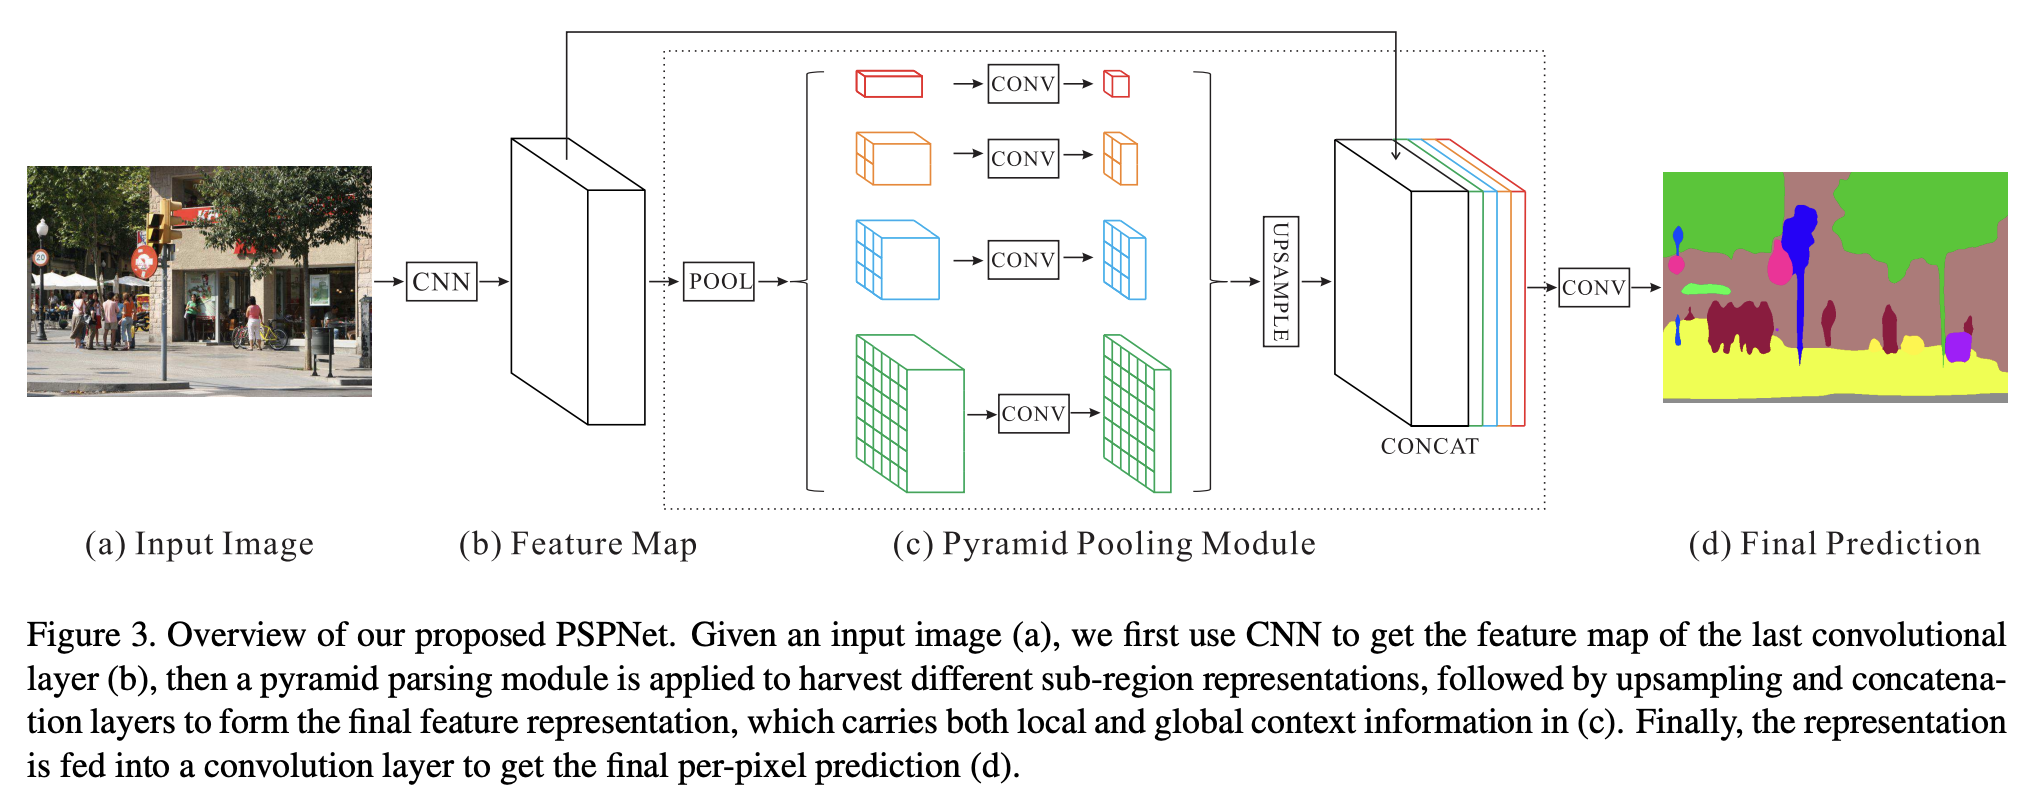 CONV
CONV
CONV
CONV
CNN
POOL
UPSAMPLE
CONCAT
CONV
20
(a) Input Image
(b) Feature Map
(c) Pyramid Pooling Module
(d) Final Prediction
Figure 3. Overview of our proposed PSPNet. Given an input image (a), we first use CNN to get the feature map of the last convolutional
layer (b), then a pyramid parsing module is applied to harvest different sub-region representations, followed by upsampling and concatena-
tion layers to form the final feature representation, which carries both local and global context information in (c). Finally, the representation
is fed into a convolution layer to get the final per-pixel prediction (d).